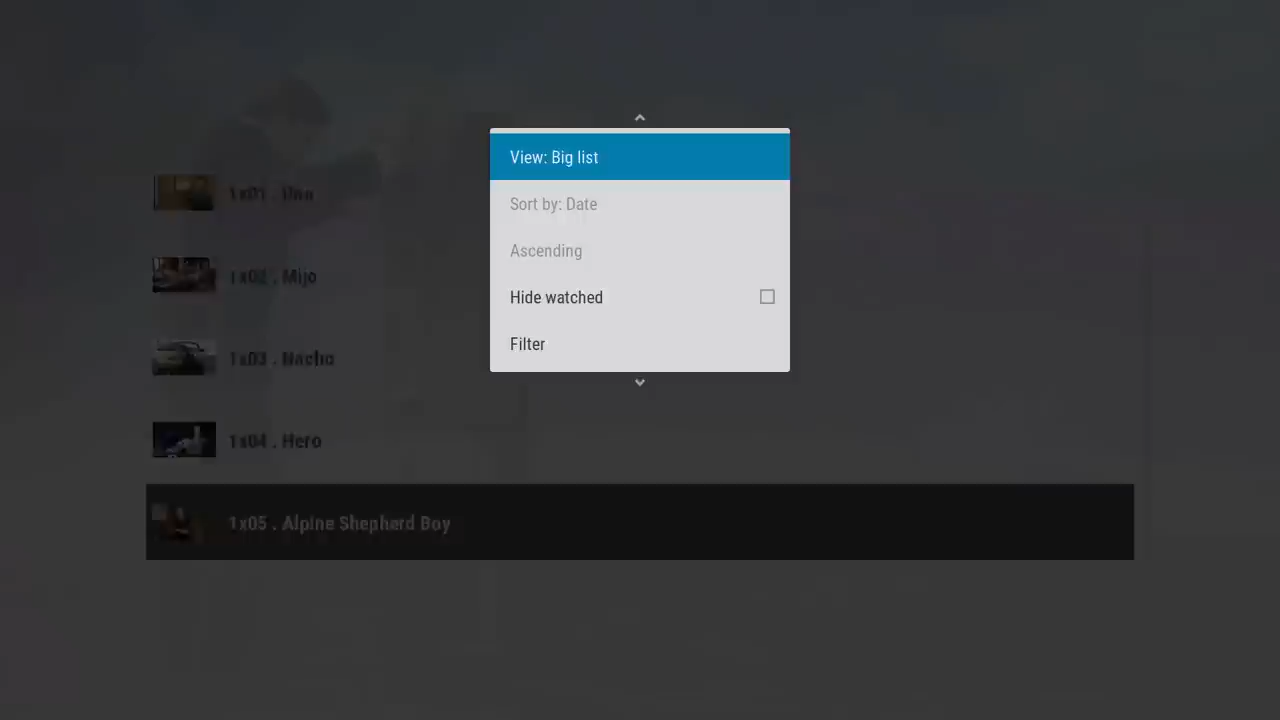 View: Big list
Sort by: Date
Ascending
Hide watched
Filter
1x01 . Uno
1x02 . Mijo
1x03 . Nacho
1x04 . Hero
1x05 . Alpine Shepherd Boy